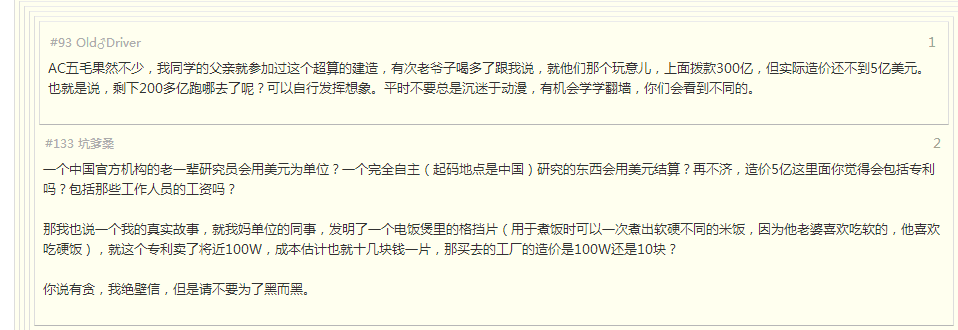 #93 Old♂Driver 1
AC五毛果然不少，我同学的父亲就参加过这个超算的建造，有次老爷子喝多了跟我说，就他们那个玩意儿，上面拨款300亿，但实际造价还不到5亿美元。
也就是说，剩下200多亿跑哪去了呢？可以自行发挥想象。平时不要总是沉迷于动漫，有机会学学翻墙，你们会看到不同的。
#133 坑爹桑 2
一个中国官方机构的老一辈研究员会用美元为单位？一个完全自主（起码地点是中国）研究的东西会用美元结算？再不济，造价5亿这里面你觉得会包括专利
吗？包括那些工作人员的工资吗？
那我也说一个我的真实故事，就我妈单位的同事，发明了一个电饭煲里的格挡片（用于煮饭时可以一次煮出软硬不同的米饭，因为他老婆喜欢吃软的，他喜欢
吃硬饭），就这个专利卖了将近100W，成本估计也就十几块钱一片，那买去的工厂的造价是100W还是10块？
你说有贪，我绝壁信，但是请不要为了黑而黑。